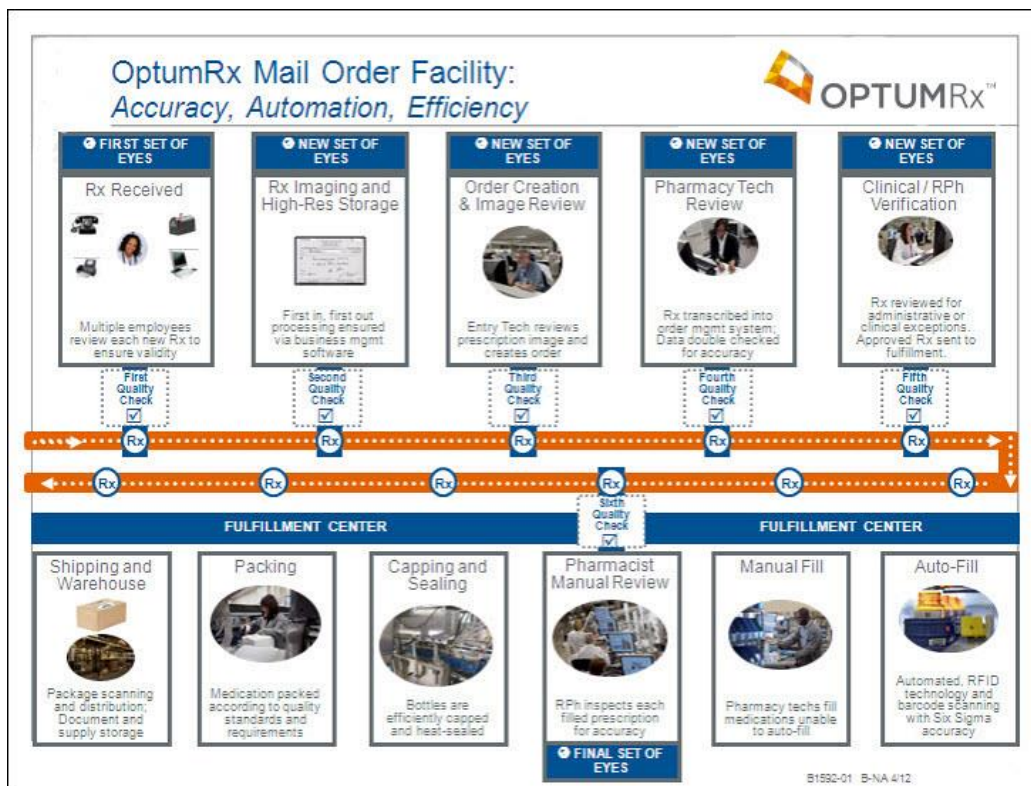 OptumRx Mail Order Facility:
Accuracy, Automation, Efficiency
OPTUMRx™
FIRST SET OF
EYES
Rx Received
Multiple employees
review each new Rx to
ensure validity
NEW SET OF
EYES
Rx Imaging and
High-Res Storage
First in, first out
processing ensured
via business mgmt
software
NEW SET OF
EYES
Order Creation
& Image Review
Entry Tech reviews
prescription image and
creates order
NEW SET OF
EYES
Pharmacy Tech
Review
Rx transcribed into
order mgmt system;
Data double checked
for accuracy
NEW SET OF
EYES
Clinical / RPh
Verification
Rx reviewed for
administrative or
clinical exceptions.
Approved Rx sent to
fulfillment.
First
Quality
Check
Second
Quality
Check
Third
Quality
Check
Fourth
Quality
Check
Fifth
Quality
Check
Rx
Rx
Rx
Rx
Rx
Rx
Rx
Rx
Rx
Rx
Rx
FULFILLMENT CENTER
Sixth
Quality
Check
FULFILLMENT CENTER
Shipping and
Warehouse
Package scanning
and distribution;
Document and
supply storage
Packing
Medication packed
according to quality
standards and
requirements
Capping and
Sealing
Bottles are
efficiently capped
and heat-sealed
Pharmacist
Manual Review
RPh inspects each
filled prescription
for accuracy
FINAL SET OF
EYES
Manual Fill
Pharmacy techs fill
medications unable
to auto-fill
Auto-Fill
Automated, RFID
technology and
barcode scanning
with Six Sigma
accuracy
B1592-01 B-NA 4/12